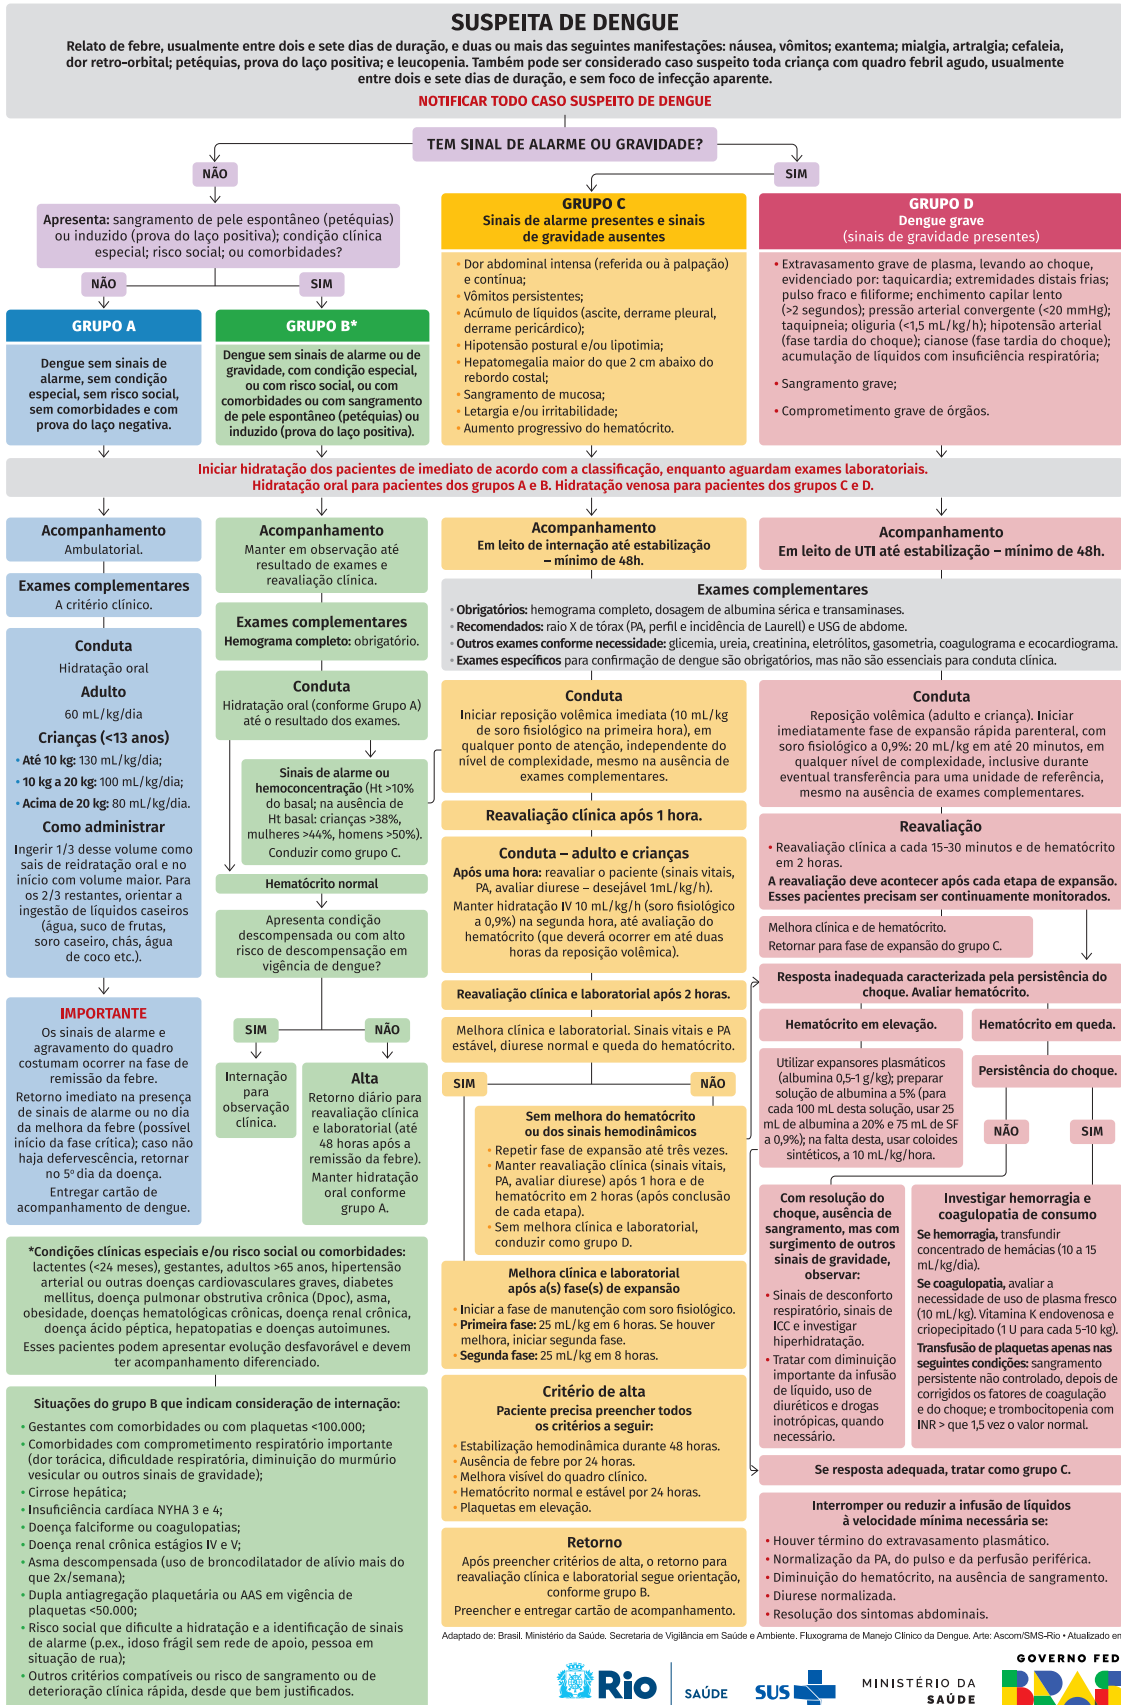 SUSPEITA DE DENGUE
Relato de febre, usualmente entre dois e sete dias de duração, e duas ou mais das seguintes manifestações: náusea, vômitos; exantema; mialgia, artralgia; cefaleia,
dor retro-orbital; petéquias, prova do laço positiva; e leucopenia. Também pode ser considerado caso suspeito toda criança com quadro febril agudo, usualmente
entre dois e sete dias de duração, e sem foco de infecção aparente.
NOTIFICAR TODO CASO SUSPEITO DE DENGUE
TEM SINAL DE ALARME OU GRAVIDADE?
NÃO
SIM
Apresenta: sangramento de pele espontâneo (petéquias)
ou induzido (prova do laço positiva); condição clínica
especial; risco social; ou comorbidades?
NÃO
SIM
GRUPO A
Dengue sem sinais de
alarme, sem condição
especial, sem risco social,
sem comorbidades e com
prova do laço negativa.
GRUPO B*
Dengue sem sinais de alarme ou de
gravidade, com condição especial,
ou com risco social, ou com
comorbidades ou com sangramento
de pele espontâneo (petéquias) ou
induzido (prova do laço positiva).
GRUPO C
Sinais de alarme presentes e sinais
de gravidade ausentes
• Dor abdominal intensa (referida ou à palpação)
e contínua;
• Vômitos persistentes;
• Acúmulo de líquidos (ascite, derrame pleural,
derrame pericárdico);
• Hipotensão postural e/ou lipotimia;
• Hepatomegalia maior do que 2 cm abaixo do
rebordo costal;
• Sangramento de mucosa;
• Letargia e/ou irritabilidade;
• Aumento progressivo do hematócrito.
GRUPO D
Dengue grave
(sinais de gravidade presentes)
• Extravasamento grave de plasma, levando ao choque,
evidenciado por: taquicardia; extremidades distais frias;
pulso fraco e filiforme; enchimento capilar lento
(>2 segundos); pressão arterial convergente (<20 mmHg);
taquipneia; oliguria (<1,5 mL/kg/h); hipotensão arterial
(fase tardia do choque); cianose (fase tardia do choque);
acumulação de líquidos com insuficiência respiratória;
• Sangramento grave;
• Comprometimento grave de órgãos.
Iniciar hidratação dos pacientes de imediato de acordo com a classificação, enquanto aguardam exames laboratoriais.
Hidratação oral para pacientes dos grupos A e B. Hidratação venosa para pacientes dos grupos C e D.
Acompanhamento
Ambulatorial.
Exames complementares
A critério clínico.
Conduta
Hidratação oral
Adulto
60 mL/kg/dia
Crianças (<13 anos)
• Até 10 kg: 130 mL/kg/dia;
• 10 kg a 20 kg: 100 mL/kg/dia;
• Acima de 20 kg: 80 mL/kg/dia.
Como administrar
Ingerir 1/3 desse volume como
sais de reidratação oral e no
início com volume maior. Para
os 2/3 restantes, orientar a
ingestão de líquidos caseiros
(água, suco de frutas,
soro caseiro, chás, água
de coco etc.).
IMPORTANTE
Os sinais de alarme e
agravamento do quadro
costumam ocorrer na fase de
remissão da febre.
Retorno imediato na presença
de sinais de alarme ou no dia
da melhora da febre (possível
início da fase crítica); caso não
haja defervescência, retornar
no 5º dia da doença.
Entregar cartão de
acompanhamento de dengue.
Acompanhamento
Manter em observação até
resultado de exames e
reavaliação clínica.
Exames complementares
Hemograma completo: obrigatório.
Conduta
Hidratação oral (conforme Grupo A)
até o resultado dos exames.
Sinais de alarme ou
hemoconcentração (Ht >10%
do basal; na ausência de
Ht basal: crianças >38%,
mulheres >44%, homens >50%).
Conduzir como grupo C.
Hematócrito normal
Apresenta condição
descompensada ou com alto
risco de descompensação em
vigência de dengue?
SIM
NÃO
Internação
para
observação
clínica.
Alta
Retorno diário para
reavaliação clínica
e laboratorial (até
48 horas após a
remissão da febre).
Manter hidratação
oral conforme
grupo A.
*Condições clínicas especiais e/ou risco social ou comorbidades:
lactentes (<24 meses), gestantes, adultos >65 anos, hipertensão
arterial ou outras doenças cardiovasculares graves, diabetes
mellitus, doença pulmonar obstrutiva crônica (Dpoc), asma,
obesidade, doenças hematológicas crônicas, doença renal crônica,
doença ácido péptica, hepatopatias e doenças autoimunes.
Esses pacientes podem apresentar evolução desfavorável e devem
ter acompanhamento diferenciado.
Situações do grupo B que indicam consideração de internação:
• Gestantes com comorbidades ou com plaquetas <100.000;
• Comorbidades com comprometimento respiratório importante
(dor torácica, dificuldade respiratória, diminuição do murmúrio
vesicular ou outros sinais de gravidade);
• Cirrose hepática;
• Insuficiência cardíaca NYHA 3 e 4;
• Doença falciforme ou coagulopatias;
• Doença renal crônica estágios IV e V;
• Asma descompensada (uso de broncodilatador de alívio mais do
que 2x/semana);
• Dupla antiagregação plaquetária ou AAS em vigência de
plaquetas <50.000;
• Risco social que dificulte a hidratação e a identificação de sinais
de alarme (p.ex., idoso frágil sem rede de apoio, pessoa em
situação de rua);
• Outros critérios compatíveis ou risco de sangramento ou de
deterioração clínica rápida, desde que bem justificados.
Acompanhamento
Em leito de internação até estabilização
– mínimo de 48h.
Acompanhamento
Em leito de UTI até estabilização – mínimo de 48h.
Exames complementares
• Obrigatórios: hemograma completo, dosagem de albumina sérica e transaminases.
• Recomendados: raio X de tórax (PA, perfil e incidência de Laurell) e USG de abdome.
• Outros exames conforme necessidade: glicemia, ureia, creatinina, eletrólitos, gasometria, coagulograma e ecocardiograma.
• Exames específicos para confirmação de dengue são obrigatórios, mas não são essenciais para conduta clínica.
Conduta
Iniciar reposição volêmica imediata (10 mL/kg
de soro fisiológico na primeira hora), em
qualquer ponto de atenção, independente do
nível de complexidade, mesmo na ausência de
exames complementares.
Reavaliação clínica após 1 hora.
Conduta – adulto e crianças
Após uma hora: reavaliar o paciente (sinais vitais,
PA, avaliar diurese – desejável 1mL/kg/h).
Manter hidratação IV 10 mL/kg/h (soro fisiológico
a 0,9%) na segunda hora, até avaliação do
hematócrito (que deverá ocorrer em até duas
horas da reposição volêmica).
Reavaliação clínica e laboratorial após 2 horas.
Melhora clínica e laboratorial. Sinais vitais e PA
estável, diurese normal e queda do hematócrito.
SIM
NÃO
Sem melhora do hematócrito
ou dos sinais hemodinâmicos
• Repetir fase de expansão até três vezes.
• Manter reavaliação clínica (sinais vitais,
PA, avaliar diurese) após 1 hora e de
hematócrito em 2 horas (após conclusão
de cada etapa).
• Sem melhora clínica e laboratorial,
conduzir como grupo D.
Melhora clínica e laboratorial
após a(s) fase(s) de expansão
• Iniciar a fase de manutenção com soro fisiológico.
• Primeira fase: 25 mL/kg em 6 horas. Se houver
melhora, iniciar segunda fase.
• Segunda fase: 25 mL/kg em 8 horas.
Critério de alta
Paciente precisa preencher todos
os critérios a seguir:
• Estabilização hemodinâmica durante 48 horas.
• Ausência de febre por 24 horas.
• Melhora visível do quadro clínico.
• Hematócrito normal e estável por 24 horas.
• Plaquetas em elevação.
Retorno
Após preencher critérios de alta, o retorno para
reavaliação clínica e laboratorial segue orientação,
conforme grupo B.
Preencher e entregar cartão de acompanhamento.
Conduta
Reposição volêmica (adulto e criança). Iniciar
imediatamente fase de expansão rápida parenteral, com
soro fisiológico a 0,9%: 20 mL/kg em até 20 minutos, em
qualquer nível de complexidade, inclusive durante
eventual transferência para uma unidade de referência,
mesmo na ausência de exames complementares.
Reavaliação
• Reavaliação clínica a cada 15-30 minutos e de hematócrito
em 2 horas.
A reavaliação deve acontecer após cada etapa de expansão.
Esses pacientes precisam ser continuamente monitorados.
Melhora clínica e de hematócrito.
Retornar para fase de expansão do grupo C.
Resposta inadequada caracterizada pela persistência do
choque. Avaliar hematócrito.
Hematócrito em elevação.
Hematócrito em queda.
Utilizar expansores plasmáticos
(albumina 0,5-1 g/kg); preparar
solução de albumina a 5% (para
cada 100 mL desta solução, usar 25
mL de albumina a 20% e 75 mL de SF
a 0,9%); na falta desta, usar coloides
sintéticos, a 10 mL/kg/hora.
Persistência do choque.
NÃO
SIM
Com resolução do
choque, ausência de
sangramento, mas com
surgimento de outros
sinais de gravidade,
observar:
• Sinais de desconforto
respiratório, sinais de
ICC e investigar
hiperhidratação.
• Tratar com diminuição
importante da infusão
de líquido, uso de
diuréticos e drogas
inotrópicas, quando
necessário.
Investigar hemorragia e
coagulopatia de consumo
Se hemorragia, transfundir
concentrado de hemácias (10 a 15
mL/kg/dia).
Se coagulopatia, avaliar a
necessidade de uso de plasma fresco
(10 mL/kg). Vitamina K endovenosa e
criopecipitado (1 U para cada 5-10 kg).
Transfusão de plaquetas apenas nas
seguintes condições: sangramento
persistente não controlado, depois de
corrigidos os fatores de coagulação
e do choque; e trombocitopenia com
INR > que 1,5 vez o valor normal.
Se resposta adequada, tratar como grupo C.
Interromper ou reduzir a infusão de líquidos
à velocidade mínima necessária se:
• Houver término do extravasamento plasmático.
• Normalização da PA, do pulso e da perfusão periférica.
• Diminuição do hematócrito, na ausência de sangramento.
• Diurese normalizada.
• Resolução dos sintomas abdominais.
Adaptado de: Brasil. Ministério da Saúde. Secretaria de Vigilância em Saúde e Ambiente. Fluxograma de Manejo Clínico da Dengue. Arte: Ascom/SMS-Rio • Atualizado em
Rio
SAÚDE
SUS
MINISTÉRIO DA
SAÚDE
GOVERNO FED